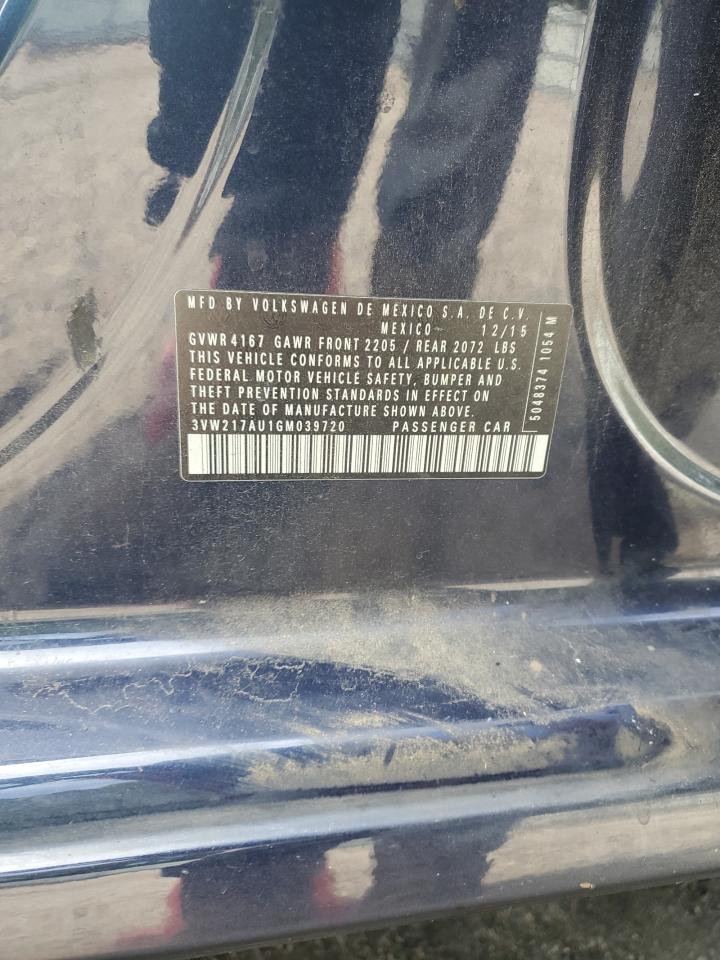 MFD BY VOLKSWAGEN DE MEXICO S.A. DE C.V.
MEXICO 12/15
GVWR 4167 GAWR FRONT 2205 / REAR 2072 LBS
THIS VEHICLE CONFORMS TO ALL APPLICABLE U.S.
FEDERAL MOTOR VEHICLE SAFETY, BUMPER AND
THEFT PREVENTION STANDARDS IN EFFECT ON
THE DATE OF MANUFACTURE SHOWN ABOVE.
3VW217AU1GM039720 PASSENGER CAR
5048374 1054 M